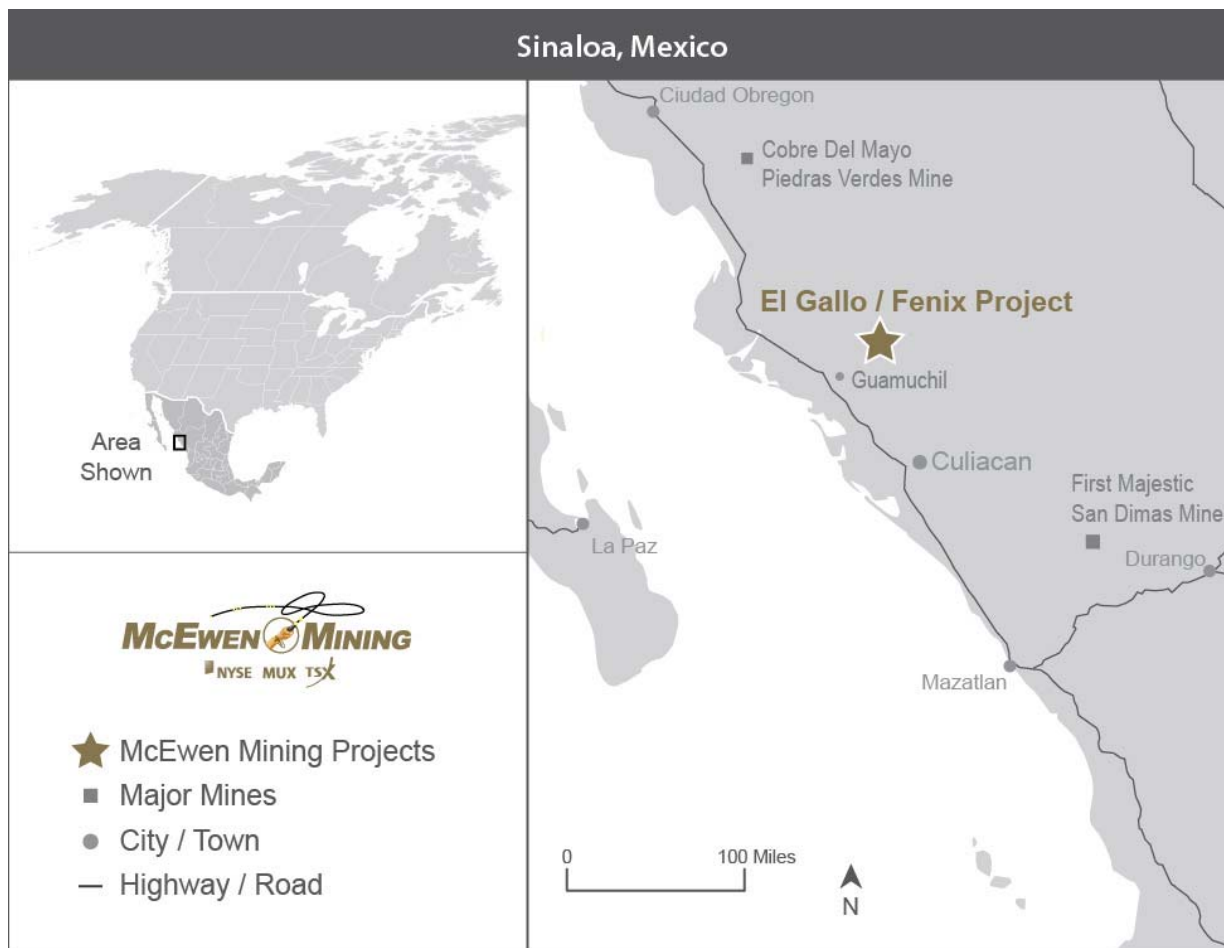 Sinaloa, Mexico
Area
Shown
McEWEN MINING
NYSE MUX TSX
McEwen Mining Projects
Major Mines
City / Town
Highway / Road
Ciudad Obregon
Cobre Del Mayo
Piedras Verdes Mine
El Gallo / Fenix Project
Guamuchil
Culiacan
First Majestic
San Dimas Mine
La Paz
Durango
Mazatlan
0 100 Miles
N